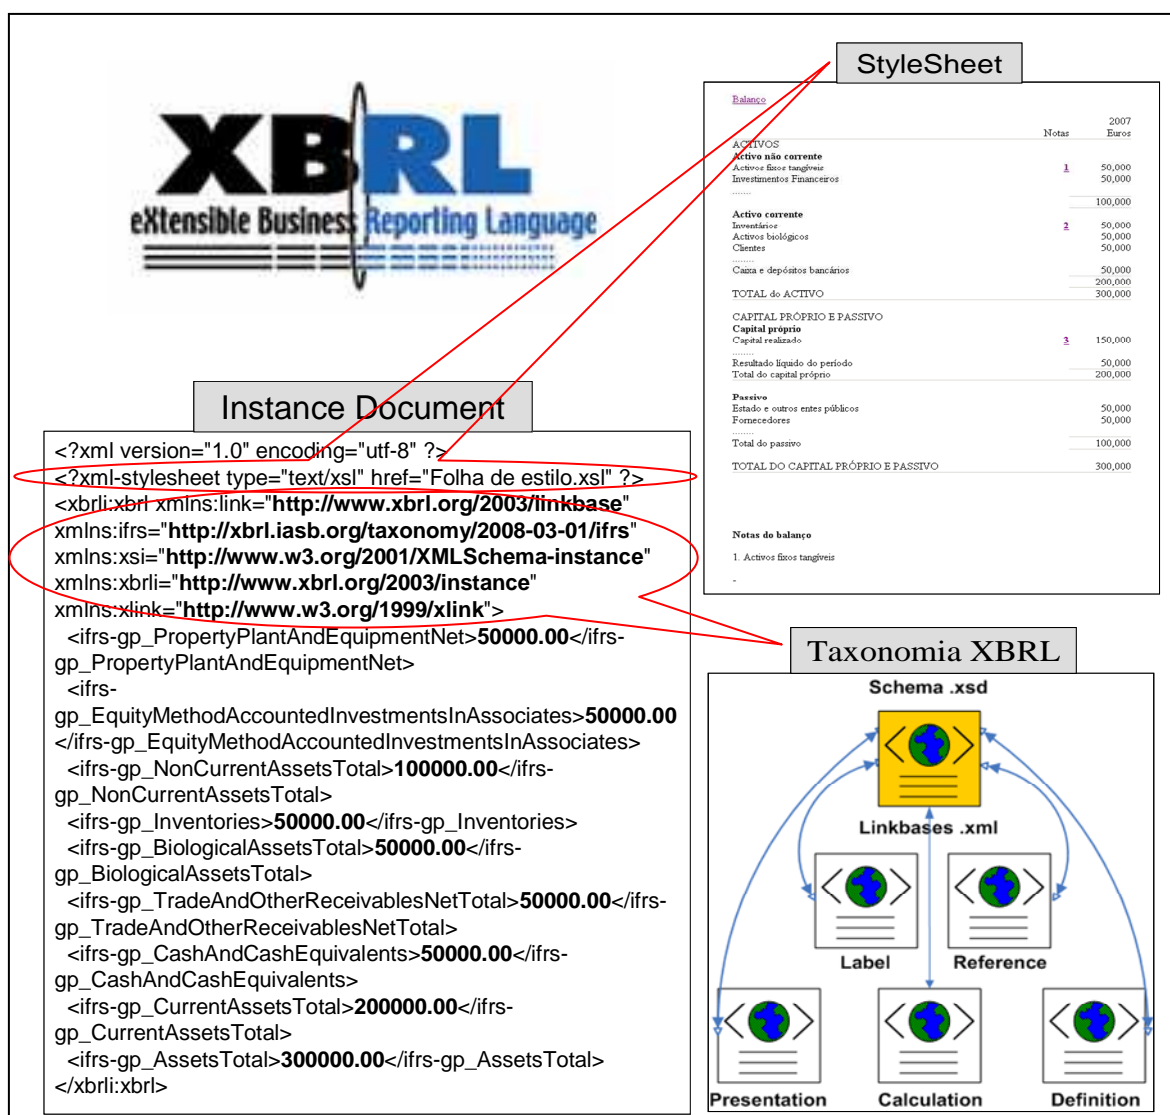 XBRL
eXtensible Business Reporting Language
StyleSheet
Balanço
2007
Notas Euros
ACTIVOS
Activo não corrente
Activos fixos tangíveis 1 50,000
Investimentos Financeiros 50,000
.......
100,000
Activo corrente
Inventários 2 50,000
Activos biológicos 50,000
Clientes 50,000
........
Caixa e depósitos bancários 50,000
200,000
TOTAL do ACTIVO 300,000
CAPITAL PRÓPRIO E PASSIVO
Capital próprio
Capital realizado 3 150,000
........
Resultado líquido do período 50,000
Total do capital próprio 200,000
Passivo
Estado e outros entes públicos 50,000
Fornecedores 50,000
........
Total do passivo 100,000
TOTAL DO CAPITAL PRÓPRIO E PASSIVO 300,000
Notas do balanço
1. Activos fixos tangíveis
-
Instance Document
<?xml version="1.0" encoding="utf-8" ?>
<?xml-stylesheet type="text/xsl" href="Folha de estilo.xsl" ?>
<xbrli:xbrl xmlns:link="http://www.xbrl.org/2003/linkbase"
xmlns:ifrs="http://xbrl.iasb.org/taxonomy/2008-03-01/ifrs"
xmlns:xsi="http://www.w3.org/2001/XMLSchema-instance"
xmlns:xbrli="http://www.xbrl.org/2003/instance"
xmlns:xlink="http://www.w3.org/1999/xlink">
<ifrs-gp_PropertyPlantAndEquipmentNet>50000.00</ifrs-
gp_PropertyPlantAndEquipmentNet>
<ifrs-
gp_EquityMethodAccountedInvestmentsInAssociates>50000.00
</ifrs-gp_EquityMethodAccountedInvestmentsInAssociates>
<ifrs-gp_NonCurrentAssetsTotal>100000.00</ifrs-
gp_NonCurrentAssetsTotal>
<ifrs-gp_Inventories>50000.00</ifrs-gp_Inventories>
<ifrs-gp_BiologicalAssetsTotal>50000.00</ifrs-
gp_BiologicalAssetsTotal>
<ifrs-gp_TradeAndOtherReceivablesNetTotal>50000.00</ifrs-
gp_TradeAndOtherReceivablesNetTotal>
<ifrs-gp_CashAndCashEquivalents>50000.00</ifrs-
gp_CashAndCashEquivalents>
<ifrs-gp_CurrentAssetsTotal>200000.00</ifrs-
gp_CurrentAssetsTotal>
<ifrs-gp_AssetsTotal>300000.00</ifrs-gp_AssetsTotal>
</xbrli:xbrl>
Taxonomia XBRL
Schema .xsd
Linkbases .xml
Label Reference
Presentation Calculation Definition